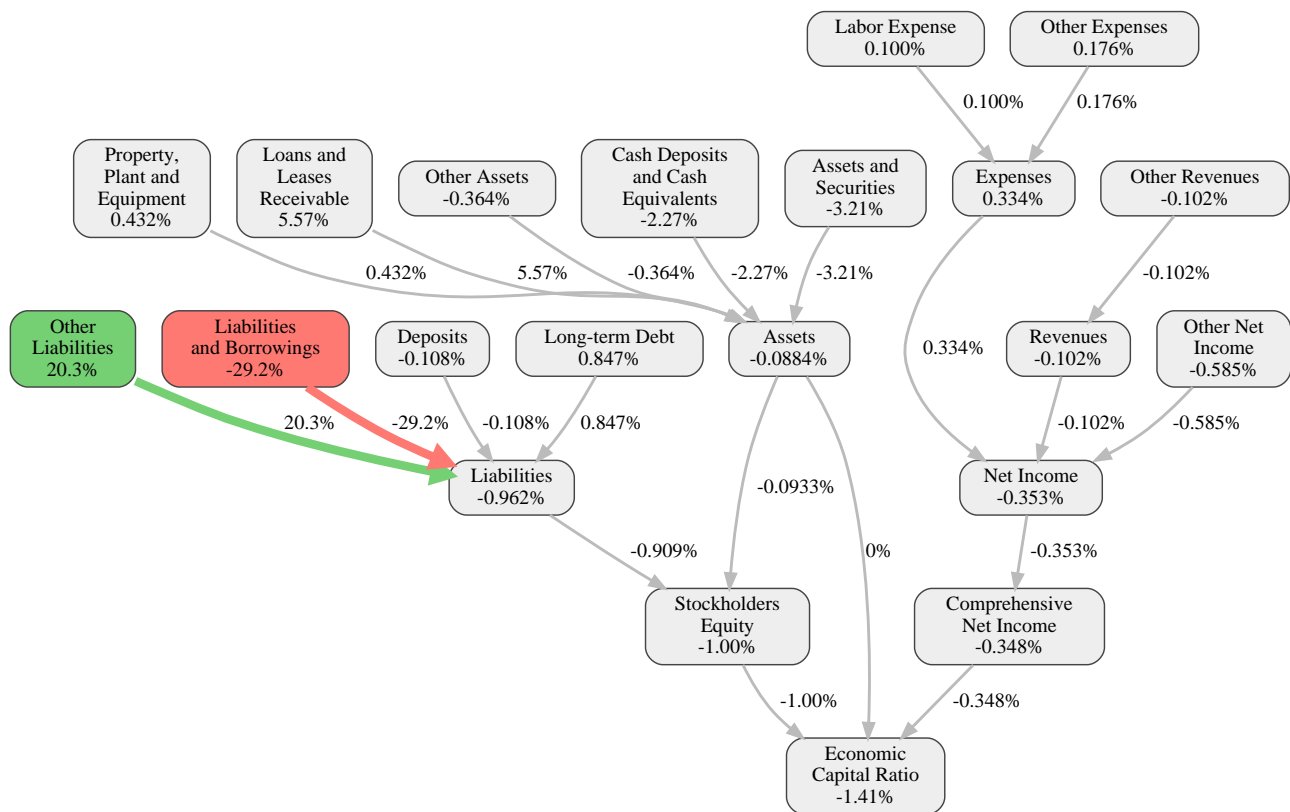 Labor Expense
0.100%
Other Expenses
0.176%
0.100%
0.176%
Property,
Plant and
Equipment
0.432%
Loans and
Leases
Receivable
5.57%
Other Assets
-0.364%
Cash Deposits
and Cash
Equivalents
-2.27%
Assets and
Securities
-3.21%
Expenses
0.334%
Other Revenues
-0.102%
0.432%
5.57%
-0.364%
-2.27%
-3.21%
-0.102%
Other
Liabilities
20.3%
Liabilities
and Borrowings
-29.2%
Deposits
-0.108%
Long-term Debt
0.847%
Assets
-0.0884%
0.334%
Revenues
-0.102%
Other Net
Income
-0.585%
20.3%
-29.2%
-0.108%
0.847%
-0.102%
-0.585%
Liabilities
-0.962%
-0.0933%
Net Income
-0.353%
-0.909%
0%
-0.353%
Stockholders
Equity
-1.00%
Comprehensive
Net Income
-0.348%
-1.00%
-0.348%
Economic
Capital Ratio
-1.41%